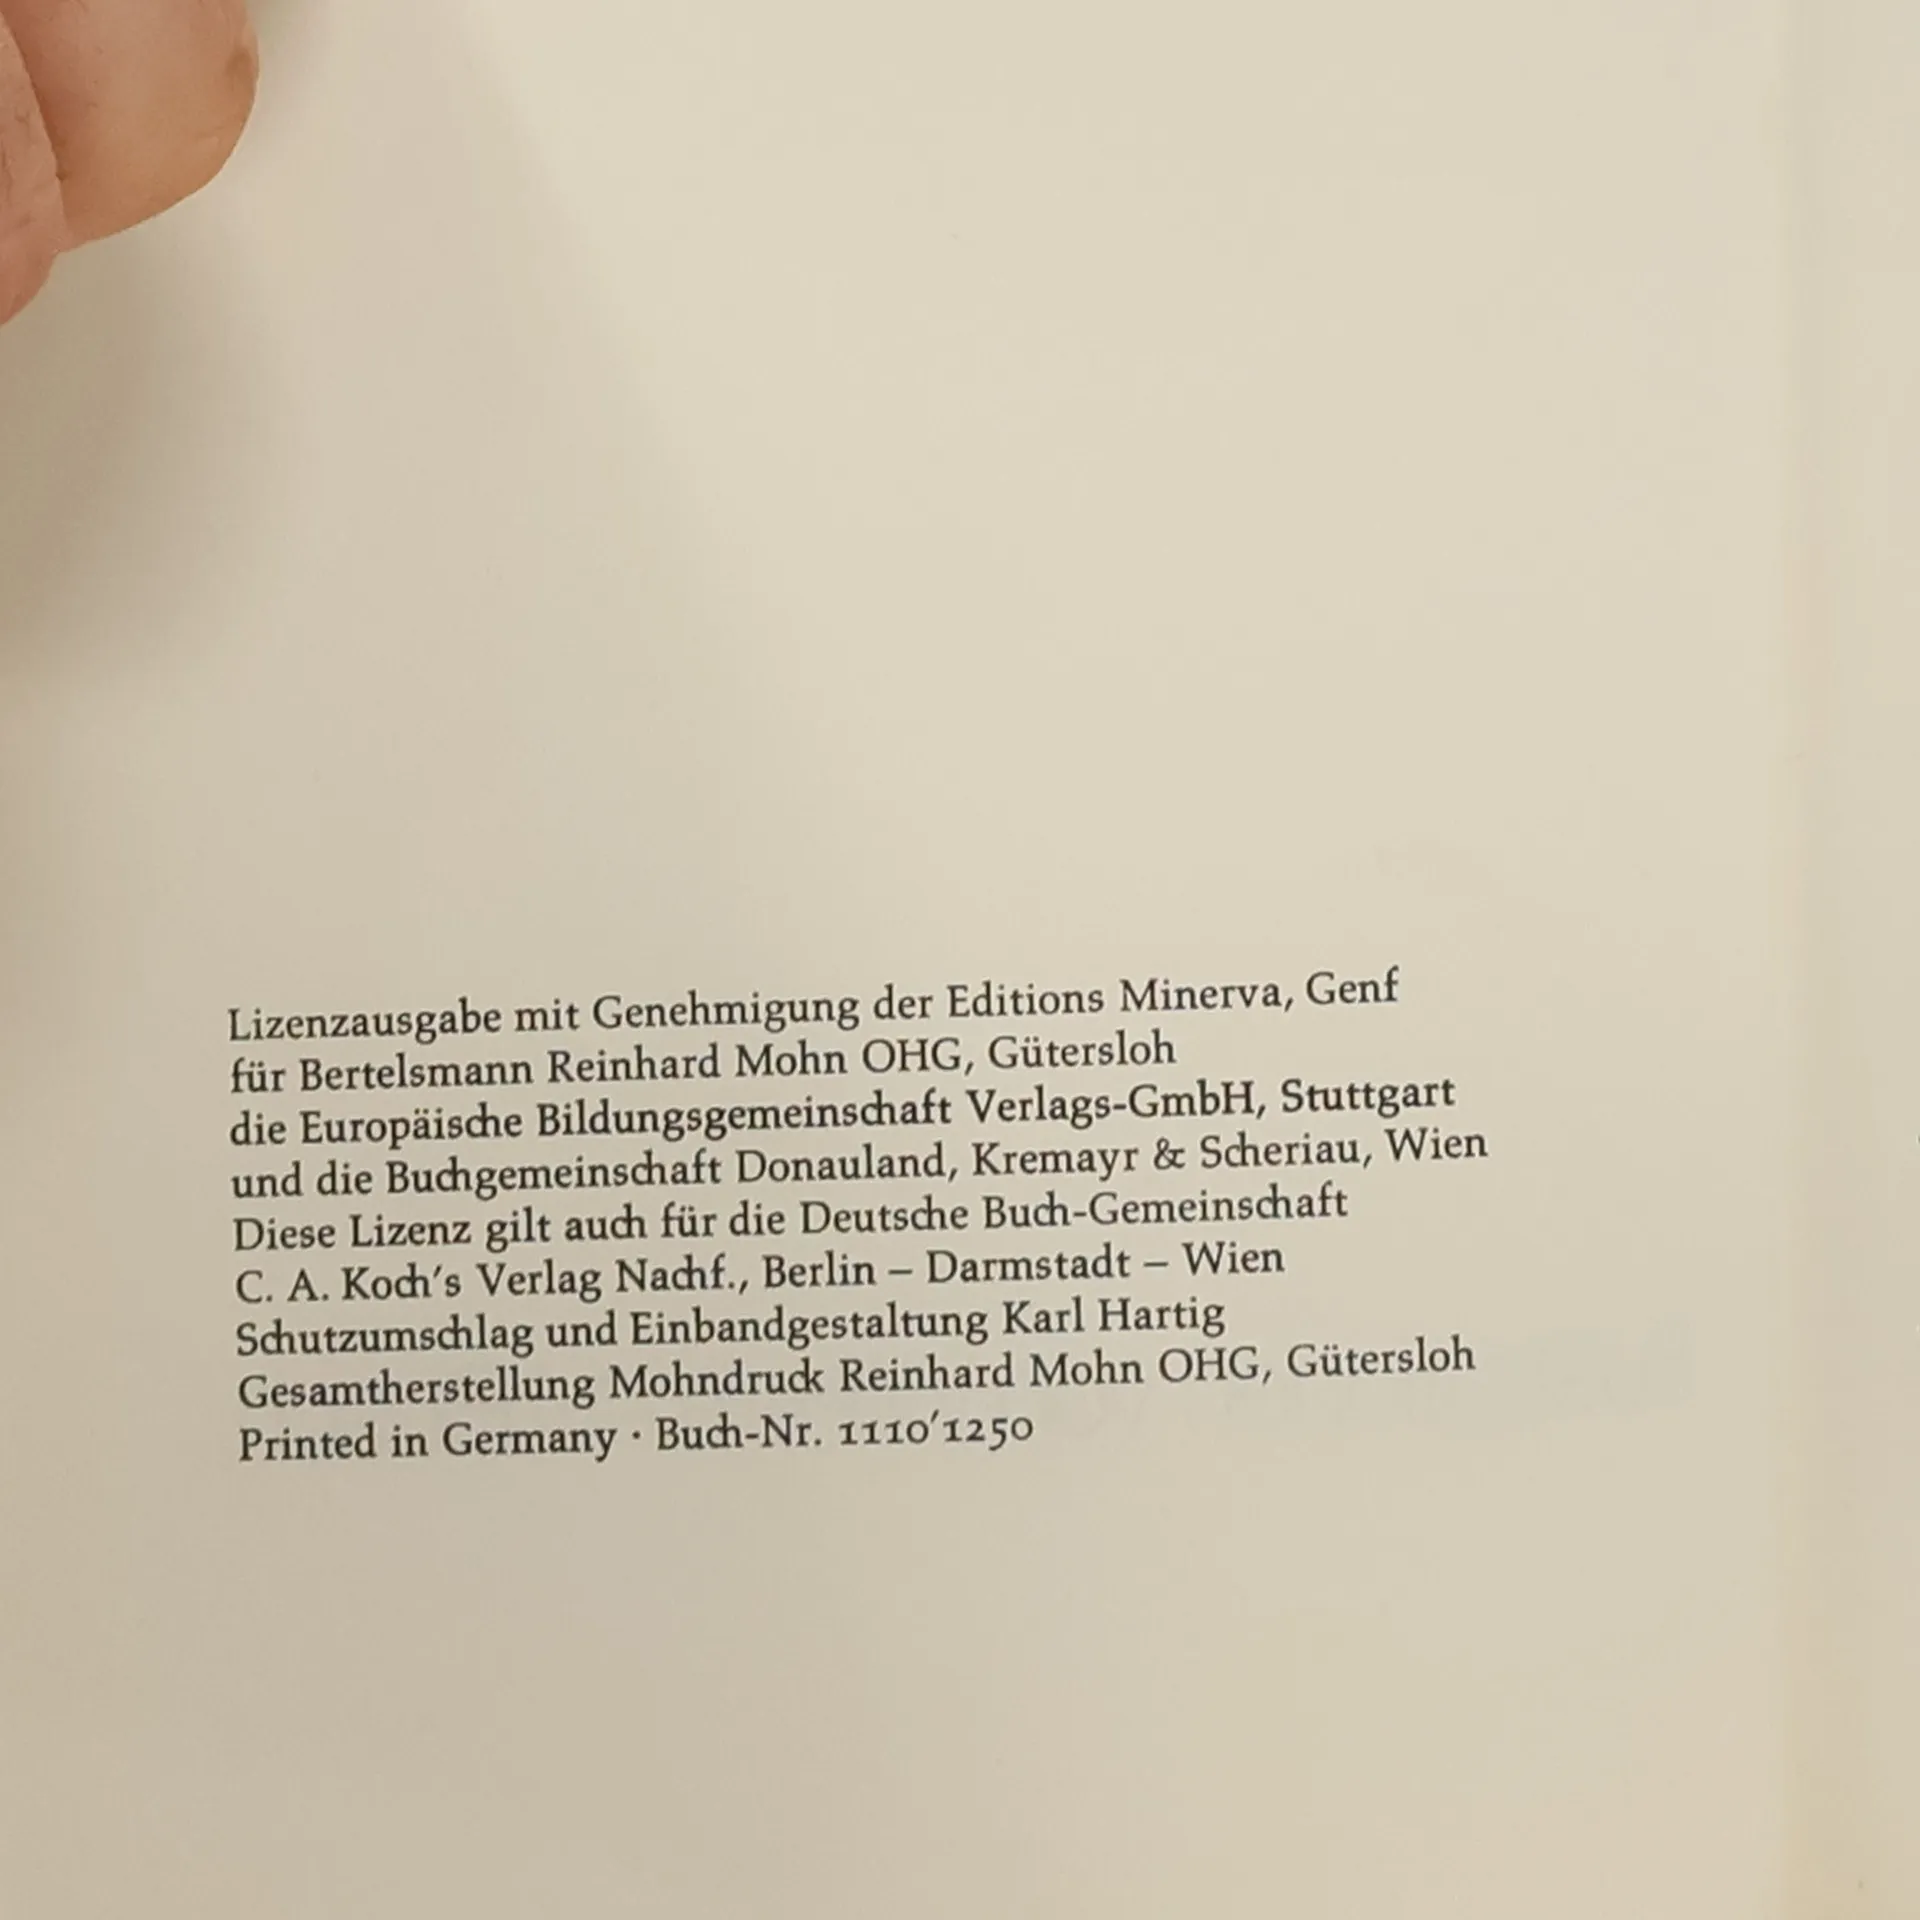 Lizenzausgabe mit Genehmigung der Editions Minerva, Genf
für Bertelsmann Reinhard Mohn OHG, Gütersloh
die Europäische Bildungsgemeinschaft Verlags-GmbH, Stuttgart
und die Buchgemeinschaft Donauland, Kremayr & Scheriau, Wien
Diese Lizenz gilt auch für die Deutsche Buch-Gemeinschaft
C. A. Koch's Verlag Nachf., Berlin – Darmstadt – Wien
Schutzumschlag und Einbandgestaltung Karl Hartig
Gesamtherstellung Mohndruck Reinhard Mohn OHG, Gütersloh
Printed in Germany · Buch-Nr. 1110′1250